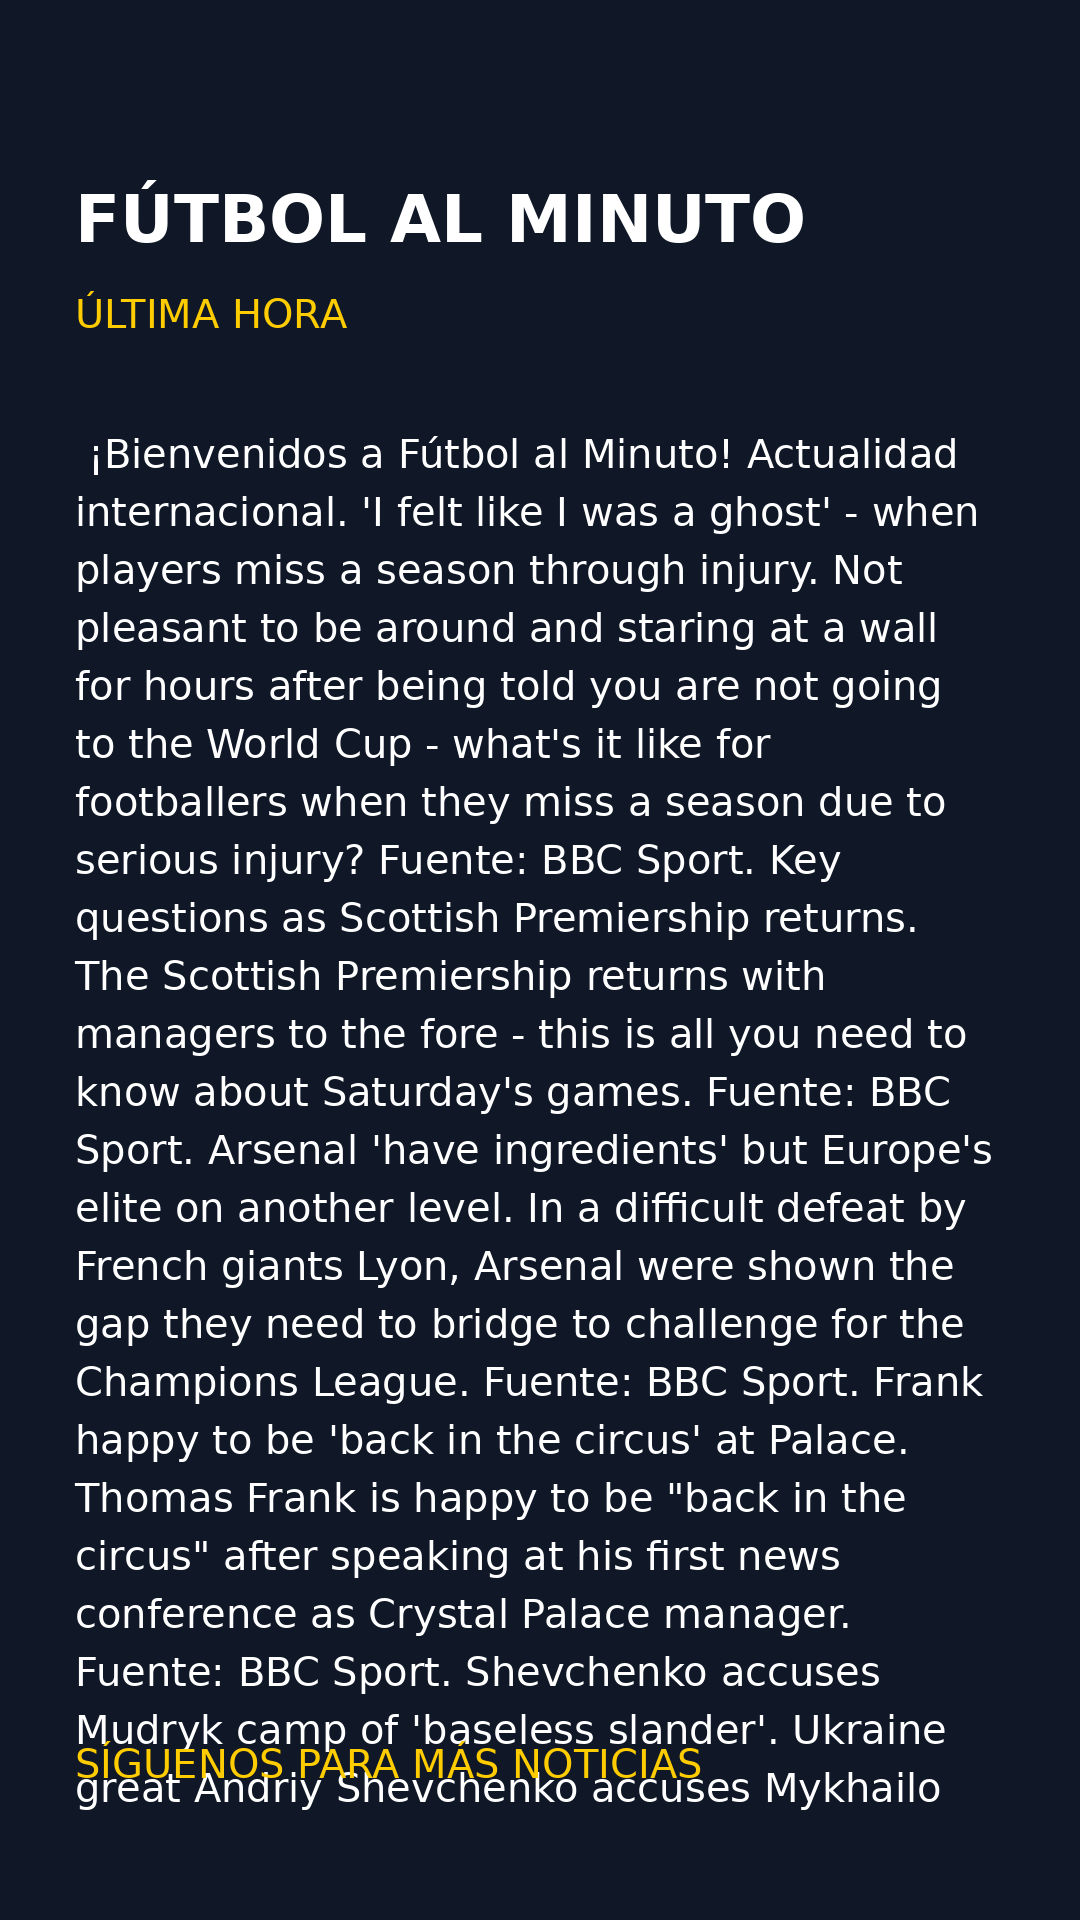 FÚTBOL AL MINUTO
ÚLTIMA HORA
¡Bienvenidos a Fútbol al Minuto! Actualidad
internacional. 'I felt like I was a ghost' - when
players miss a season through injury. Not
pleasant to be around and staring at a wall
for hours after being told you are not going
to the World Cup - what's it like for
footballers when they miss a season due to
serious injury? Fuente: BBC Sport. Key
questions as Scottish Premiership returns.
The Scottish Premiership returns with
managers to the fore - this is all you need to
know about Saturday's games. Fuente: BBC
Sport. Arsenal 'have ingredients' but Europe's
elite on another level. In a difficult defeat by
French giants Lyon, Arsenal were shown the
gap they need to bridge to challenge for the
Champions League. Fuente: BBC Sport. Frank
happy to be 'back in the circus' at Palace.
Thomas Frank is happy to be "back in the
circus" after speaking at his first news
conference as Crystal Palace manager.
Fuente: BBC Sport. Shevchenko accuses
Mudryk camp of 'baseless slander'. Ukraine
SÍGUENOS PARA MÁS NOTICIAS
great Andriy Shevchenko accuses Mykhailo